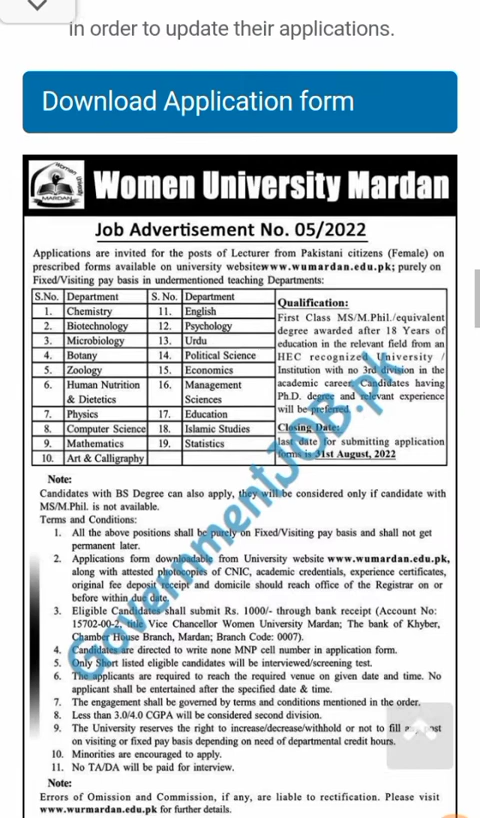 in order to update their applications.
Download Application form
Women University Mardan
Job Advertisement No. 05/2022
Applications are invited for the posts of Lecturer from Pakistani citizens (Female) on
prescribed forms available on university websitewww.wumardan.edu.pk; purely on
Fixed/Visiting pay basis in undermentioned teaching Departments:
S.No. Department S. No. Department
1. Chemistry 11. English
2. Biotechnology 12. Psychology
3. Microbiology 13. Urdu
4. Botany 14. Political Science
5. Zoology 15. Economics
6. Human Nutrition 16. Management
& Dietetics Sciences
7. Physics 17. Education
8. Computer Science 18. Islamic Studies
9. Mathematics 19. Statistics
10. Art & Calligraphy
Qualification:
First Class MS/M.Phil./equivalent
degree awarded after 18 Years of
education in the relevant field from an
HEC recognized University /
Institution with no 3rd division in the
academic career. Candidates having
Ph.D. degree and relevant experience
will be preferred.
Closing Date:
last date for submitting application
forms is 31st August, 2022
Note:
Candidates with BS Degree can also apply, they will be considered only if candidate with
MS/M.Phil. is not available.
Terms and Conditions:
1. All the above positions shall be purely on Fixed/Visiting pay basis and shall not get
permanent later.
2. Applications form downloadable from University website www.wumardan.edu.pk,
along with attested photocopies of CNIC, academic credentials, experience certificates,
original fee deposit receipt and domicile should reach office of the Registrar on or
before within due date.
3. Eligible Candidates shall submit Rs. 1000/- through bank receipt (Account No:
15702-00-2, title Vice Chancellor Women University Mardan; The bank of Khyber,
Chamber House Branch, Mardan; Branch Code: 0007).
4. Candidates are directed to write none MNP cell number in application form.
5. Only Short listed eligible candidates will be interviewed/screening test.
6. The applicants are required to reach the required venue on given date and time. No
applicant shall be entertained after the specified date & time.
7. The engagement shall be governed by terms and conditions mentioned in the order.
8. Less than 3.0/4.0 CGPA will be considered second division.
9. The University reserves the right to increase/decrease/withhold or not to fill any post
on visiting or fixed pay basis depending on need of departmental credit hours.
10. Minorities are encouraged to apply.
11. No TA/DA will be paid for interview.
Note:
Errors of Omission and Commission, if any, are liable to rectification. Please visit
www.wurmardan.edu.pk for further details.
GovernmentJOB.pk